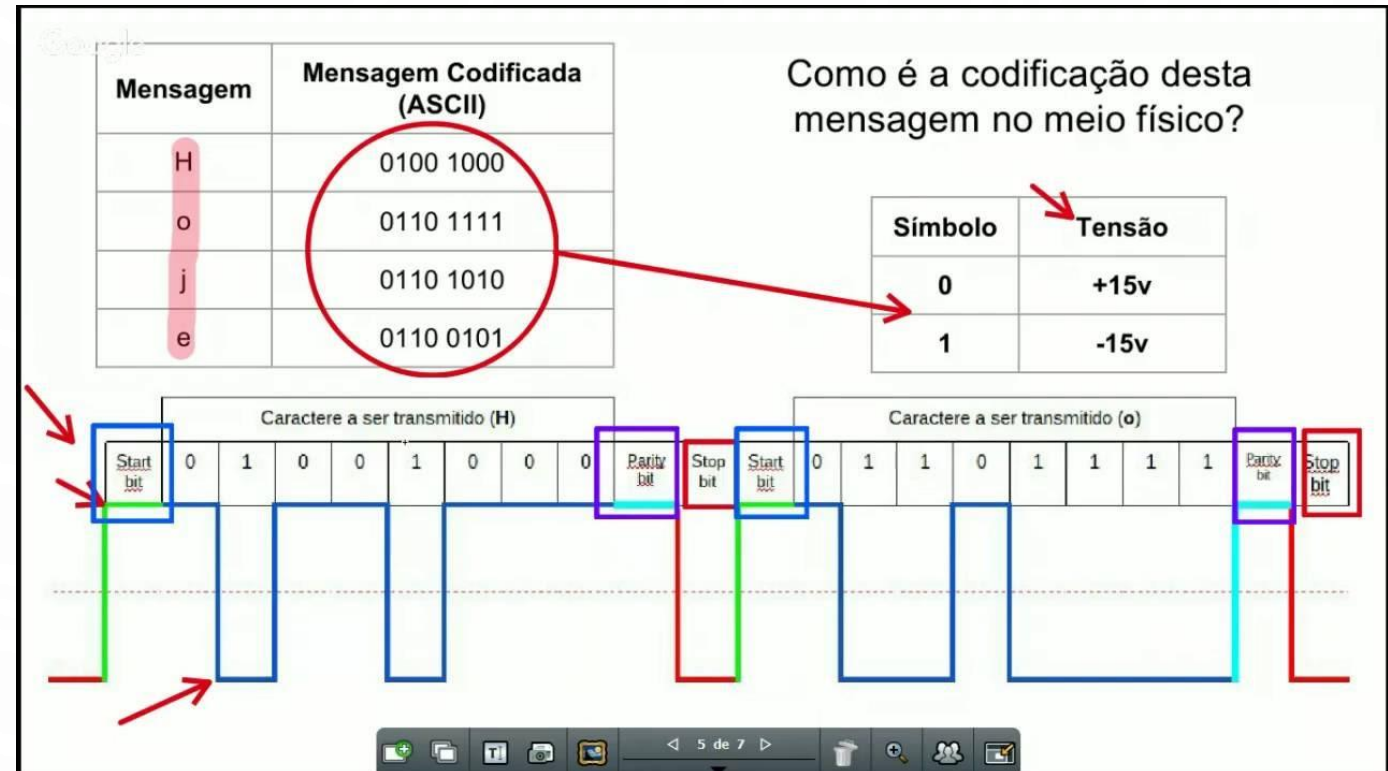 Google
Mensagem
Mensagem Codificada
(ASCII)
H
0100 1000
o
0110 1111
j
0110 1010
e
0110 0101
Como é a codificação desta
mensagem no meio físico?
Símbolo
Tensão
0
+15v
1
-15v
Caractere a ser transmitido (H)
Caractere a ser transmitido (o)
Start
bit
0 1 0 0 1 0 0 0
Parity
bit
Stop
bit
Start
bit
0 1 1 0 1 1 1 1
Parity
bit
Stop
bit
5 de 7